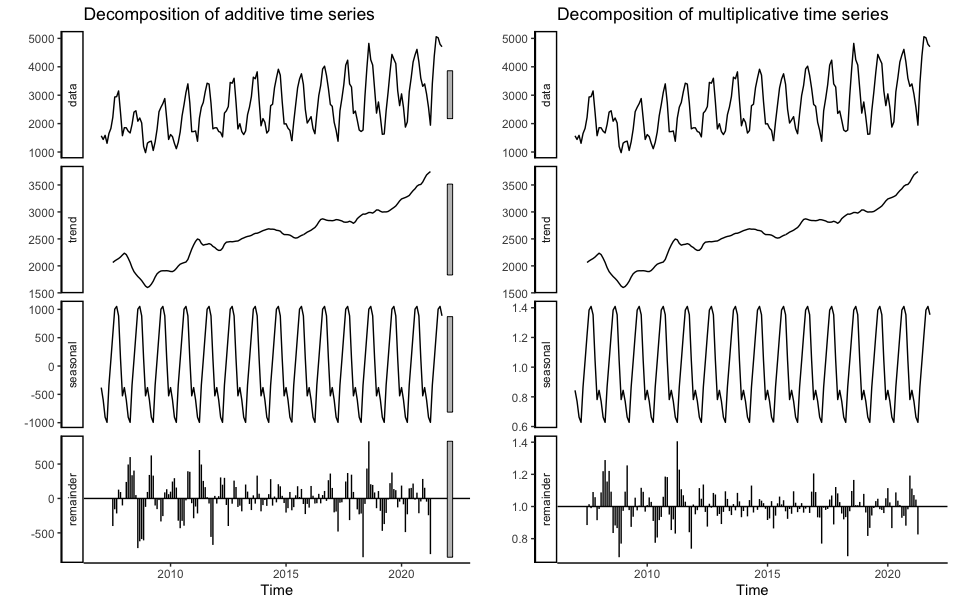 Decomposition of additive time series
5000
4000
3000
2000
1000
data
3500
3000
2500
2000
1500
trend
1000
500
0
-500
-1000
seasonal
500
0
-500
remainder
2010 2015 2020
Time
Decomposition of multiplicative time series
5000
4000
3000
2000
1000
data
3500
3000
2500
2000
1500
trend
1.4
1.2
1.0
0.8
0.6
seasonal
1.4
1.2
1.0
0.8
remainder
2010 2015 2020
Time